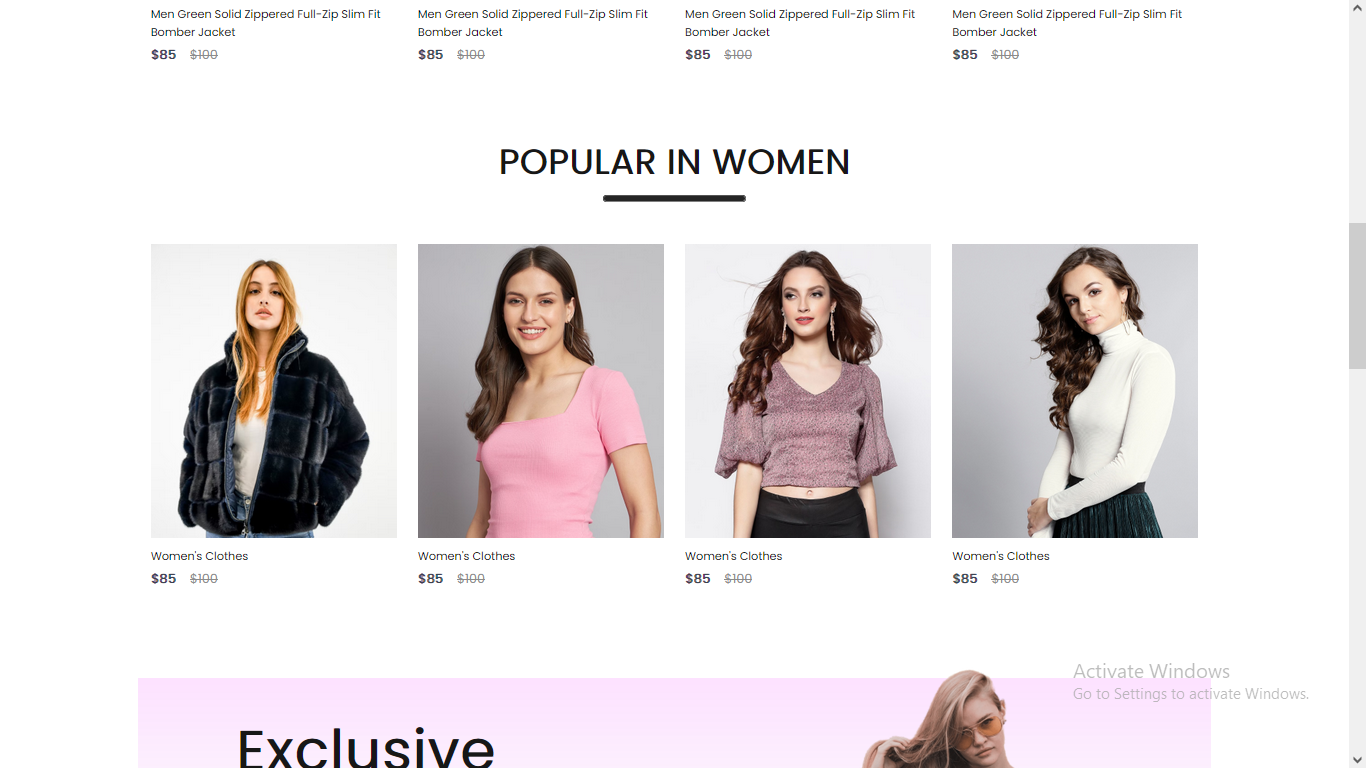 Men Green Solid Zippered Full-Zip Slim Fit
Bomber Jacket
$85 $100
Men Green Solid Zippered Full-Zip Slim Fit
Bomber Jacket
$85 $100
Men Green Solid Zippered Full-Zip Slim Fit
Bomber Jacket
$85 $100
Men Green Solid Zippered Full-Zip Slim Fit
Bomber Jacket
$85 $100
POPULAR IN WOMEN
Women's Clothes
$85 $100
Women's Clothes
$85 $100
Women's Clothes
$85 $100
Women's Clothes
$85 $100
Activate Windows
Go to Settings to activate Windows.
Exclusive